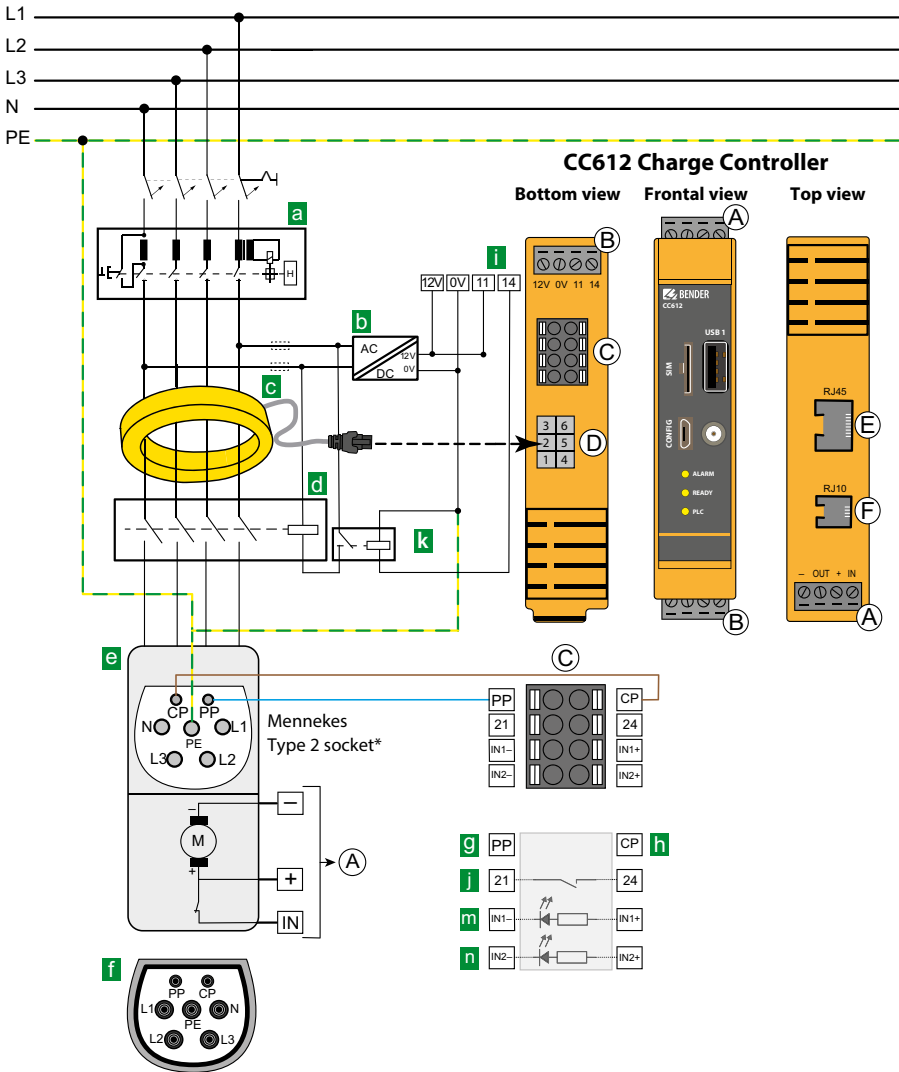 L1
L2
L3
N
PE
CC612 Charge Controller
Bottom view Frontal view Top view
a
H
i
12V 0V 11 14
b
AC
DC
12V
0V
c
d
k
B
12V 0V 11 14
C
3 6
2 5
1 4
D
A
BENDER
CC612
USB 1
SIM
CONFIG
ALARM
READY
PLC
B
RJ45
E
RJ10
F
– OUT + IN
A
e
CP PP
N L1
PE
L3 L2
Mennekes
Type 2 socket*
–
–
M
+
+
IN
A
C
PP CP
21 24
IN1– IN1+
IN2– IN2+
g PP CP h
j 21 24
m IN1– IN1+
n IN2– IN2+
f
PP CP
L1 N
PE
L2 L3